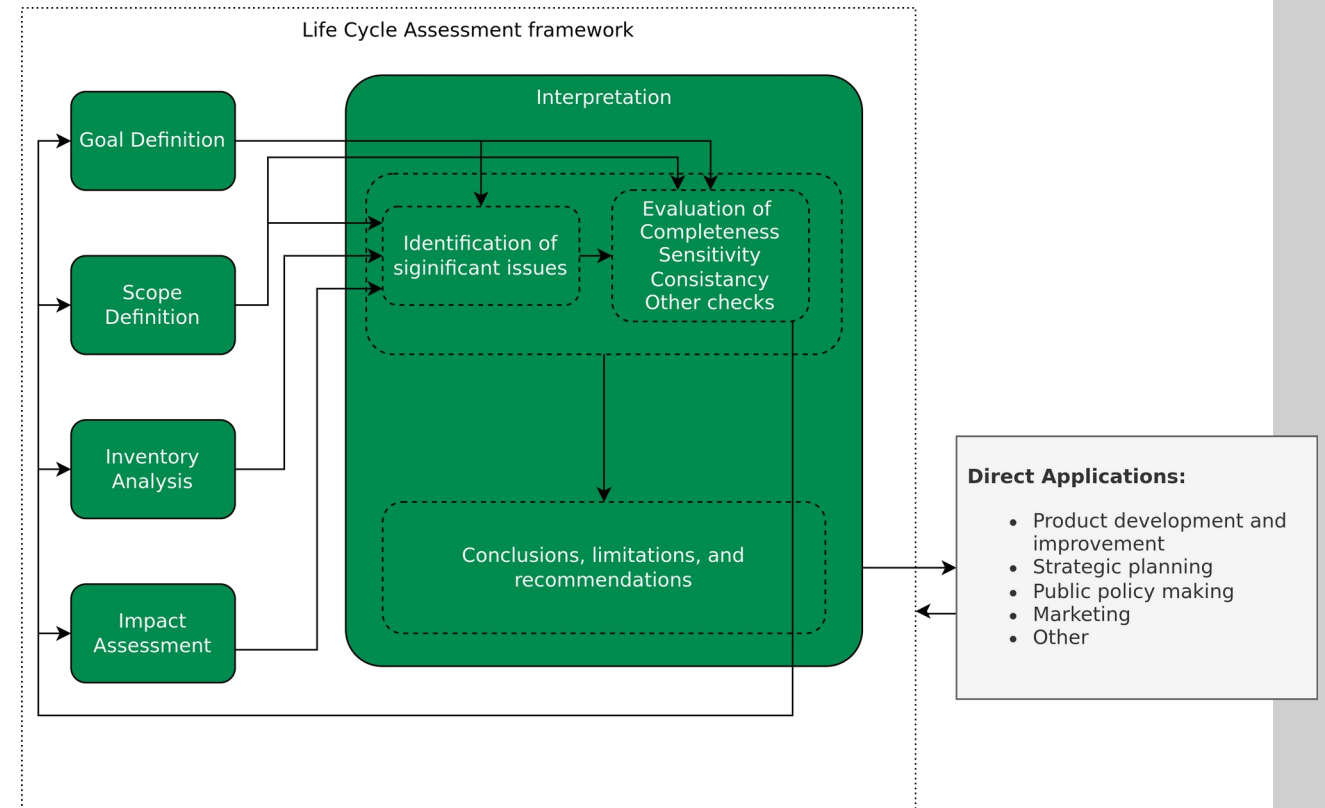 Life Cycle Assessment framework
Interpretation
Goal Definition
Scope
Definition
Inventory
Analysis
Impact
Assessment
Identification of
siginificant issues
Evaluation of
Completeness
Sensitivity
Consistancy
Other checks
Conclusions, limitations, and
recommendations
Direct Applications:
• Product development and
improvement
• Strategic planning
• Public policy making
• Marketing
• Other